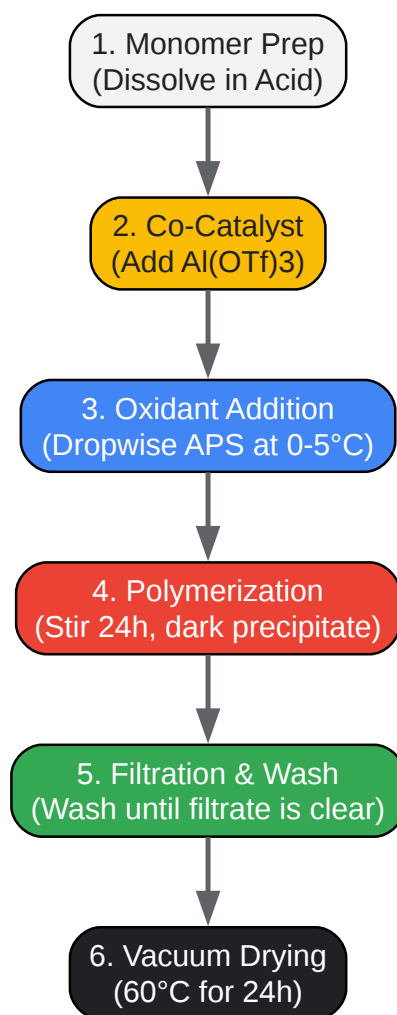 1. Monomer Prep
(Dissolve in Acid)
2. Co-Catalyst
(Add Al(OTf)3)
3. Oxidant Addition
(Dropwise APS at 0-5°C)
4. Polymerization
(Stir 24h, dark precipitate)
5. Filtration & Wash
(Wash until filtrate is clear)
6. Vacuum Drying
(60°C for 24h)